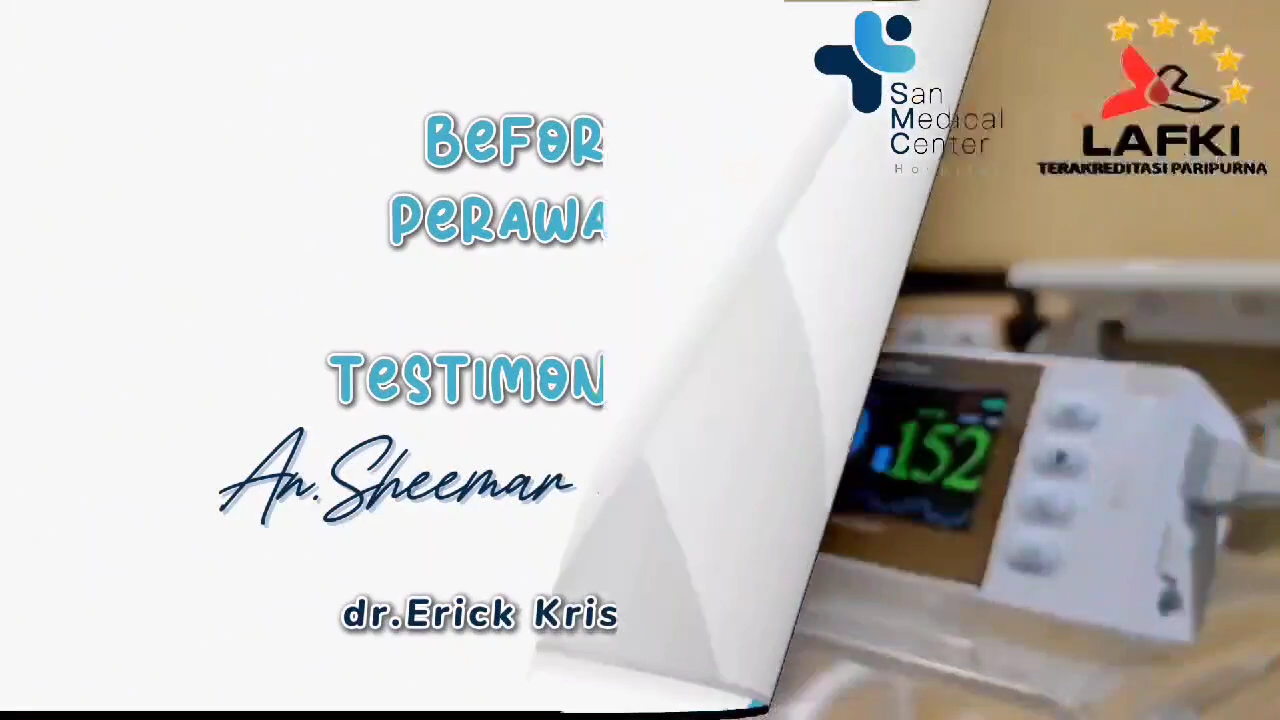 BeFOR
PeRAWA
TeSTIMON
An.Sheemar
dr.Erick Kris
San
Medical
Center
LAFKI
TERAKREDITASI PARIPURNA
152